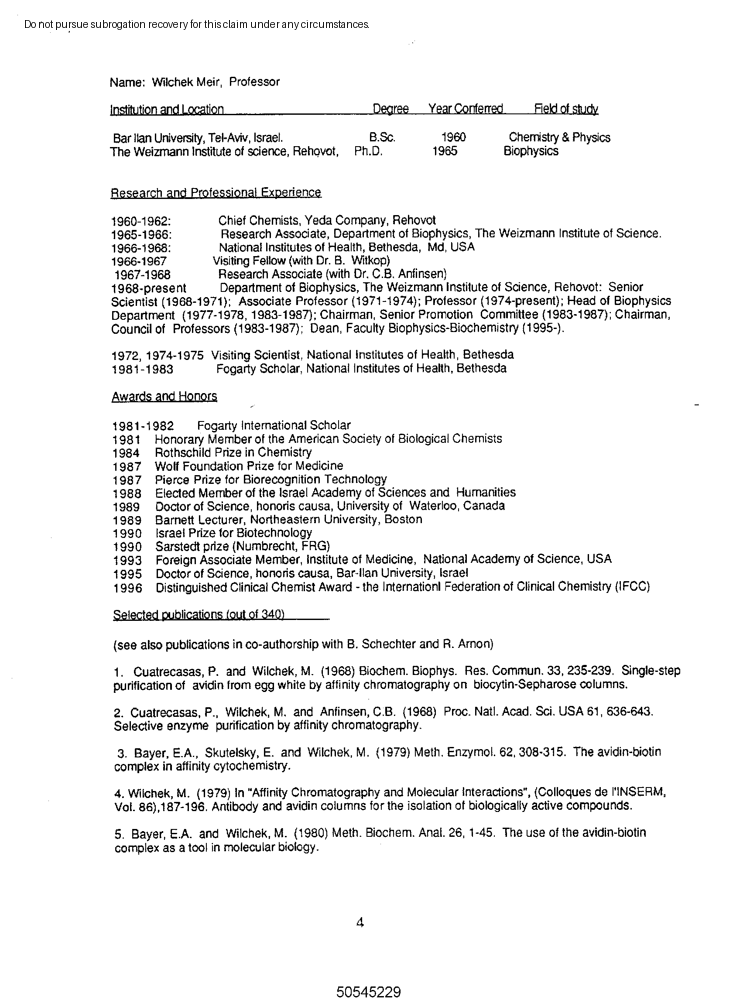 Do not pursue subrogation recovery for this claim under any circumstances.
Name: Wilchek Meir, Professor
Institution and Location Degree Year Conferred Field of study
Bar Ilan University, Tel-Aviv, Israel. B.Sc. 1960 Chemistry & Physics
The Weizmann Institute of science, Rehovot, Ph.D. 1965 Biophysics
Research and Professional Experience
1960-1962: Chief Chemists, Yeda Company, Rehovot
1965-1966: Research Associate, Department of Biophysics, The Weizmann Institute of Science.
1966-1968: National Institutes of Health, Bethesda, Md, USA
1966-1967 Visiting Fellow (with Dr. B. Witkop)
1967-1968 Research Associate (with Dr. C.B. Anfinsen)
1968-present Department of Biophysics, The Weizmann Institute of Science, Rehovot: Senior
Scientist (1968-1971); Associate Professor (1971-1974); Professor (1974-present); Head of Biophysics
Department (1977-1978, 1983-1987); Chairman, Senior Promotion Committee (1983-1987); Chairman,
Council of Professors (1983-1987); Dean, Faculty Biophysics-Biochemistry (1995-).
1972, 1974-1975 Visiting Scientist, National Institutes of Health, Bethesda
1981-1983 Fogarty Scholar, National Institutes of Health, Bethesda
Awards and Honors
1981-1982 Fogarty International Scholar
1981 Honorary Member of the American Society of Biological Chemists
1984 Rothschild Prize in Chemistry
1987 Wolf Foundation Prize for Medicine
1987 Pierce Prize for Biorecognition Technology
1988 Elected Member of the Israel Academy of Sciences and Humanities
1989 Doctor of Science, honoris causa, University of Waterloo, Canada
1989 Barnett Lecturer, Northeastern University, Boston
1990 Israel Prize for Biotechnology
1990 Sarstedt prize (Numbrecht, FRG)
1993 Foreign Associate Member, Institute of Medicine, National Academy of Science, USA
1995 Doctor of Science, honoris causa, Bar-Ilan University, Israel
1996 Distinguished Clinical Chemist Award - the Internationl Federation of Clinical Chemistry (IFCC)
Selected publications (out of 340)
(see also publications in co-authorship with B. Schechter and R. Arnon)
1. Cuatrecasas, P. and Wilchek, M. (1968) Biochem. Biophys. Res. Commun. 33, 235-239. Single-step
purification of avidin from egg white by affinity chromatography on biocytin-Sepharose columns.
2. Cuatrecasas, P., Wilchek, M. and Anfinsen, C.B. (1968) Proc. Natl. Acad. Sci. USA 61, 636-643.
Selective enzyme purification by affinity chromatography.
3. Bayer, E.A., Skutelsky, E. and Wilchek, M. (1979) Meth. Enzymol. 62, 308-315. The avidin-biotin
complex in affinity cytochemistry.
4. Wilchek, M. (1979) In "Affinity Chromatography and Molecular Interactions", (Colloques de l'INSERM,
Vol. 86),187-196. Antibody and avidin columns for the isolation of biologically active compounds.
5. Bayer, E.A. and Wilchek, M. (1980) Meth. Biochem. Anal. 26, 1-45. The use of the avidin-biotin
complex as a tool in molecular biology.
4
50545229